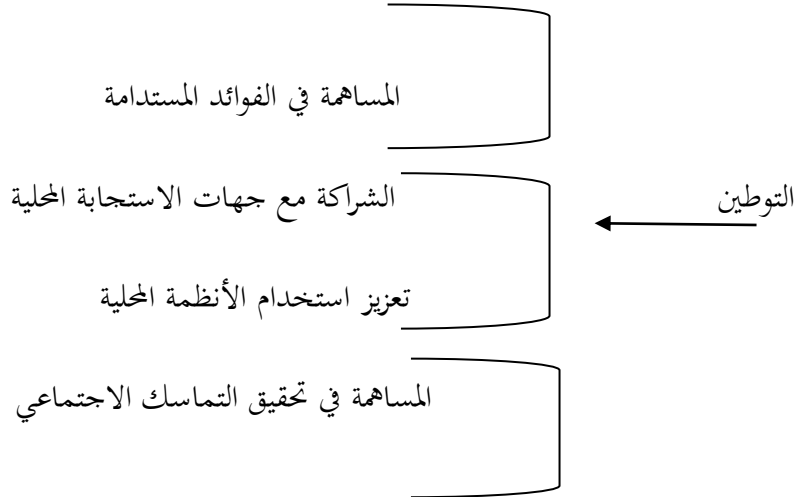 المساهمة في الفوائد المستدامة
التوطين
الشراكة مع جهات الاستجابة المحلية
تعزيز استخدام الأنظمة المحلية
المساهمة في تحقيق التماسك الاجتماعي